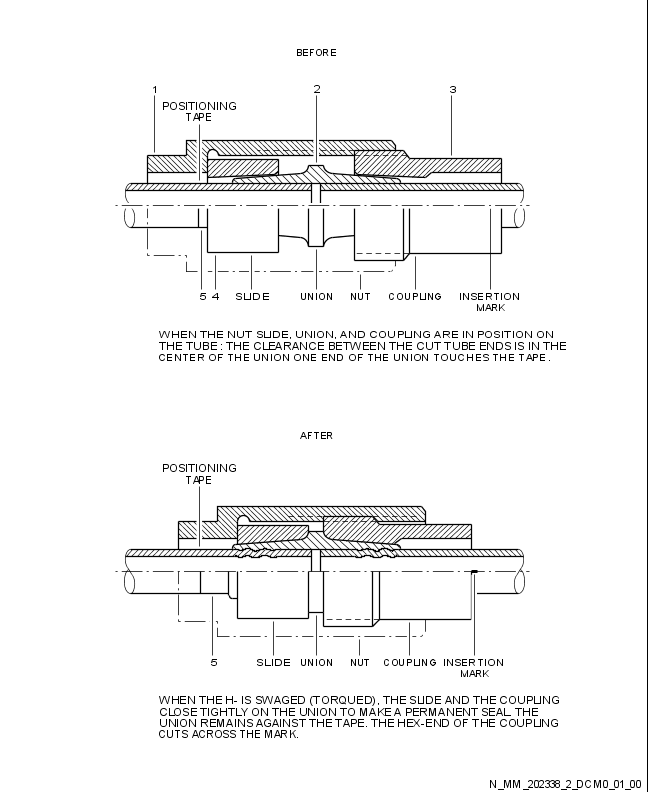 BEFORE
1 2 3
POSITIONING
TAPE
5 4 SLIDE UNION NUT COUPLING INSERTION
MARK
WHEN THE NUT SLIDE, UNION, AND COUPLING ARE IN POSITION ON
THE TUBE : THE CLEARANCE BETWEEN THE CUT TUBE ENDS IS IN THE
CENTER OF THE UNION ONE END OF THE UNION TOUCHES THE TAPE .
AFTER
POSITIONING
TAPE
5 SLIDE UNION NUT COUPLING INSERTION
MARK
WHEN THE H- IS SWAGED (TORQUED), THE SLIDE AND THE COUPLING
CLOSE TIGHTLY ON THE UNION TO MAKE A PERMANENT SEAL. THE
UNION REMAINS AGAINST THE TAPE. THE HEX-END OF THE COUPLING
CUTS ACROSS THE MARK.
N_MM_202338_2_DCM0_01_00